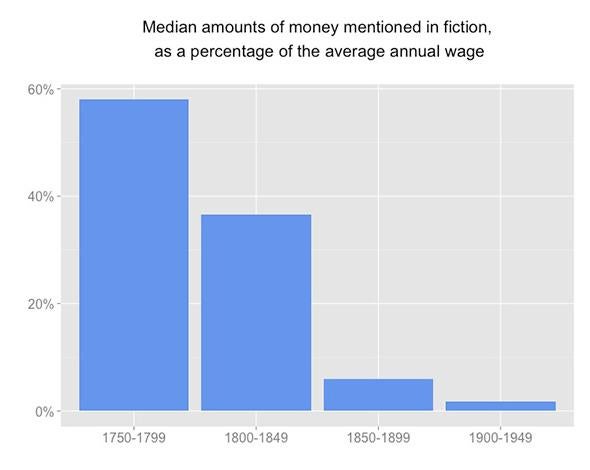 Median amounts of money mentioned in fiction,
as a percentage of the average annual wage
60%
40%
20%
0%
1750-1799 1800-1849 1850-1899 1900-1949